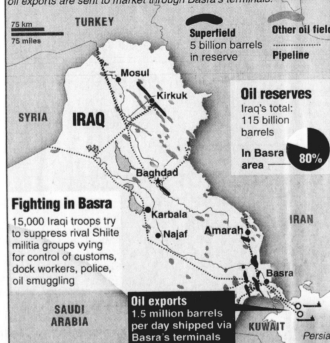 oil exports are sent to market through Basra's terminals.
75 km
75 miles
TURKEY
Superfield
5 billion barrels
in reserve
Other oil field
Pipeline
Mosul
Kirkuk
SYRIA
IRAQ
Oil reserves
Iraq's total:
115 billion
barrels
In Basra
area
80%
Baghdad
Fighting in Basra
15,000 Iraqi troops try
to suppress rival Shiite
militia groups vying
for control of customs,
dock workers, police,
oil smuggling
Karbala
Najaf
Amarah
IRAN
Basra
SAUDI
ARABIA
Oil exports
1.5 million barrels
per day shipped via
Basra's terminals
KUWAIT
Persia